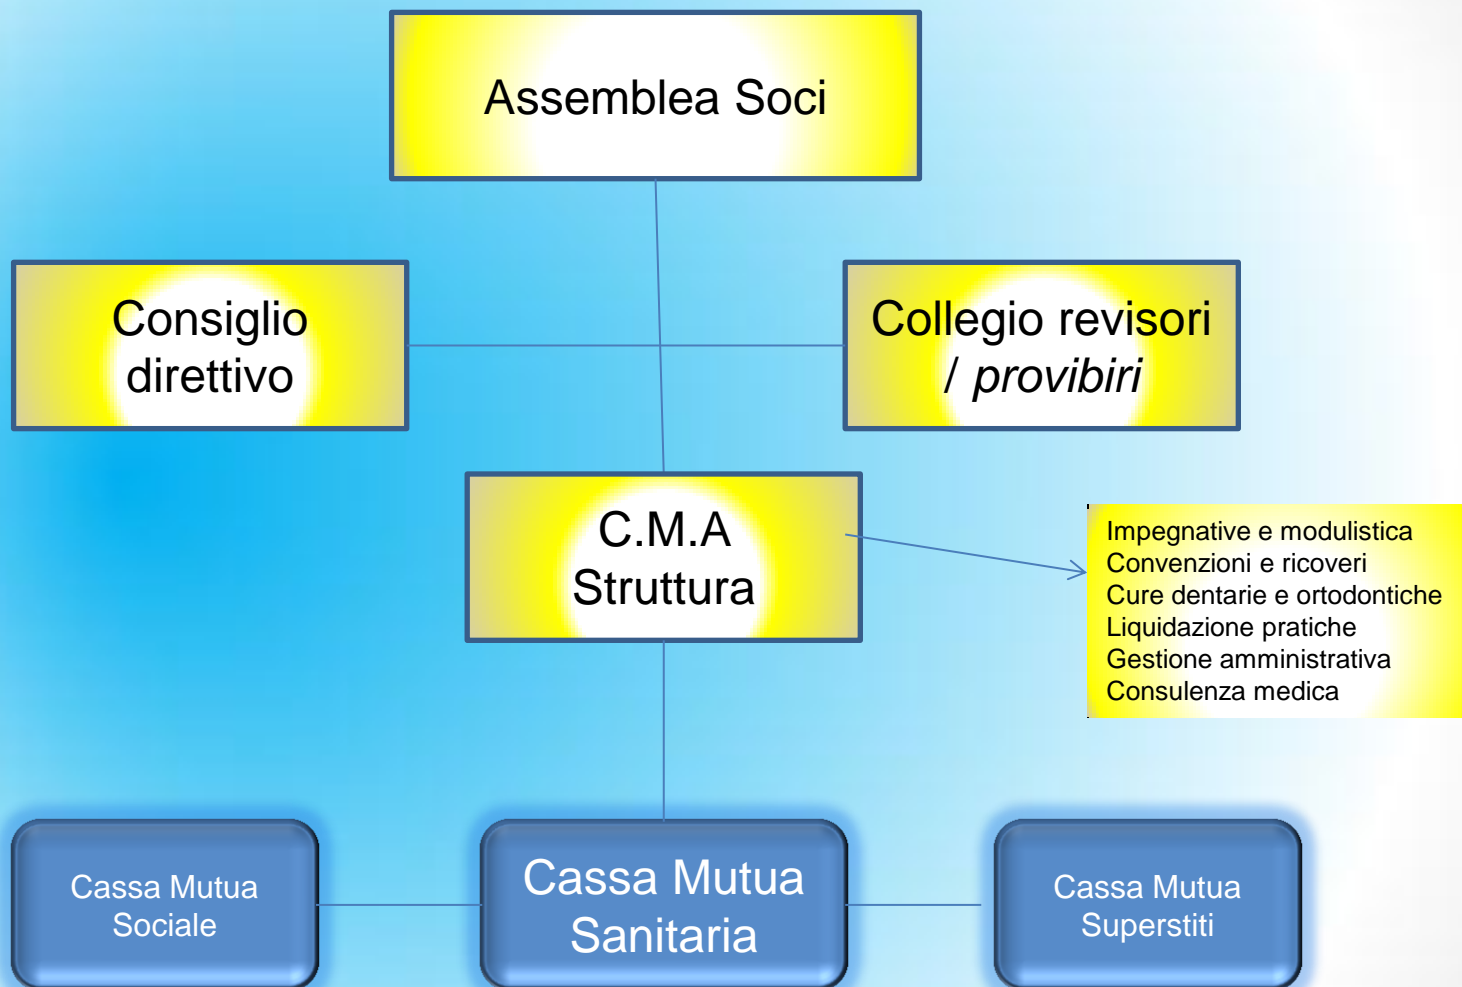 Assemblea Soci
Consiglio
direttivo
Collegio revisori
/ provibiri
C.M.A
Struttura
Impegnative e modulistica
Convenzioni e ricoveri
Cure dentarie e ortodontiche
Liquidazione pratiche
Gestione amministrativa
Consulenza medica
Cassa Mutua
Sociale
Cassa Mutua
Sanitaria
Cassa Mutua
Superstiti